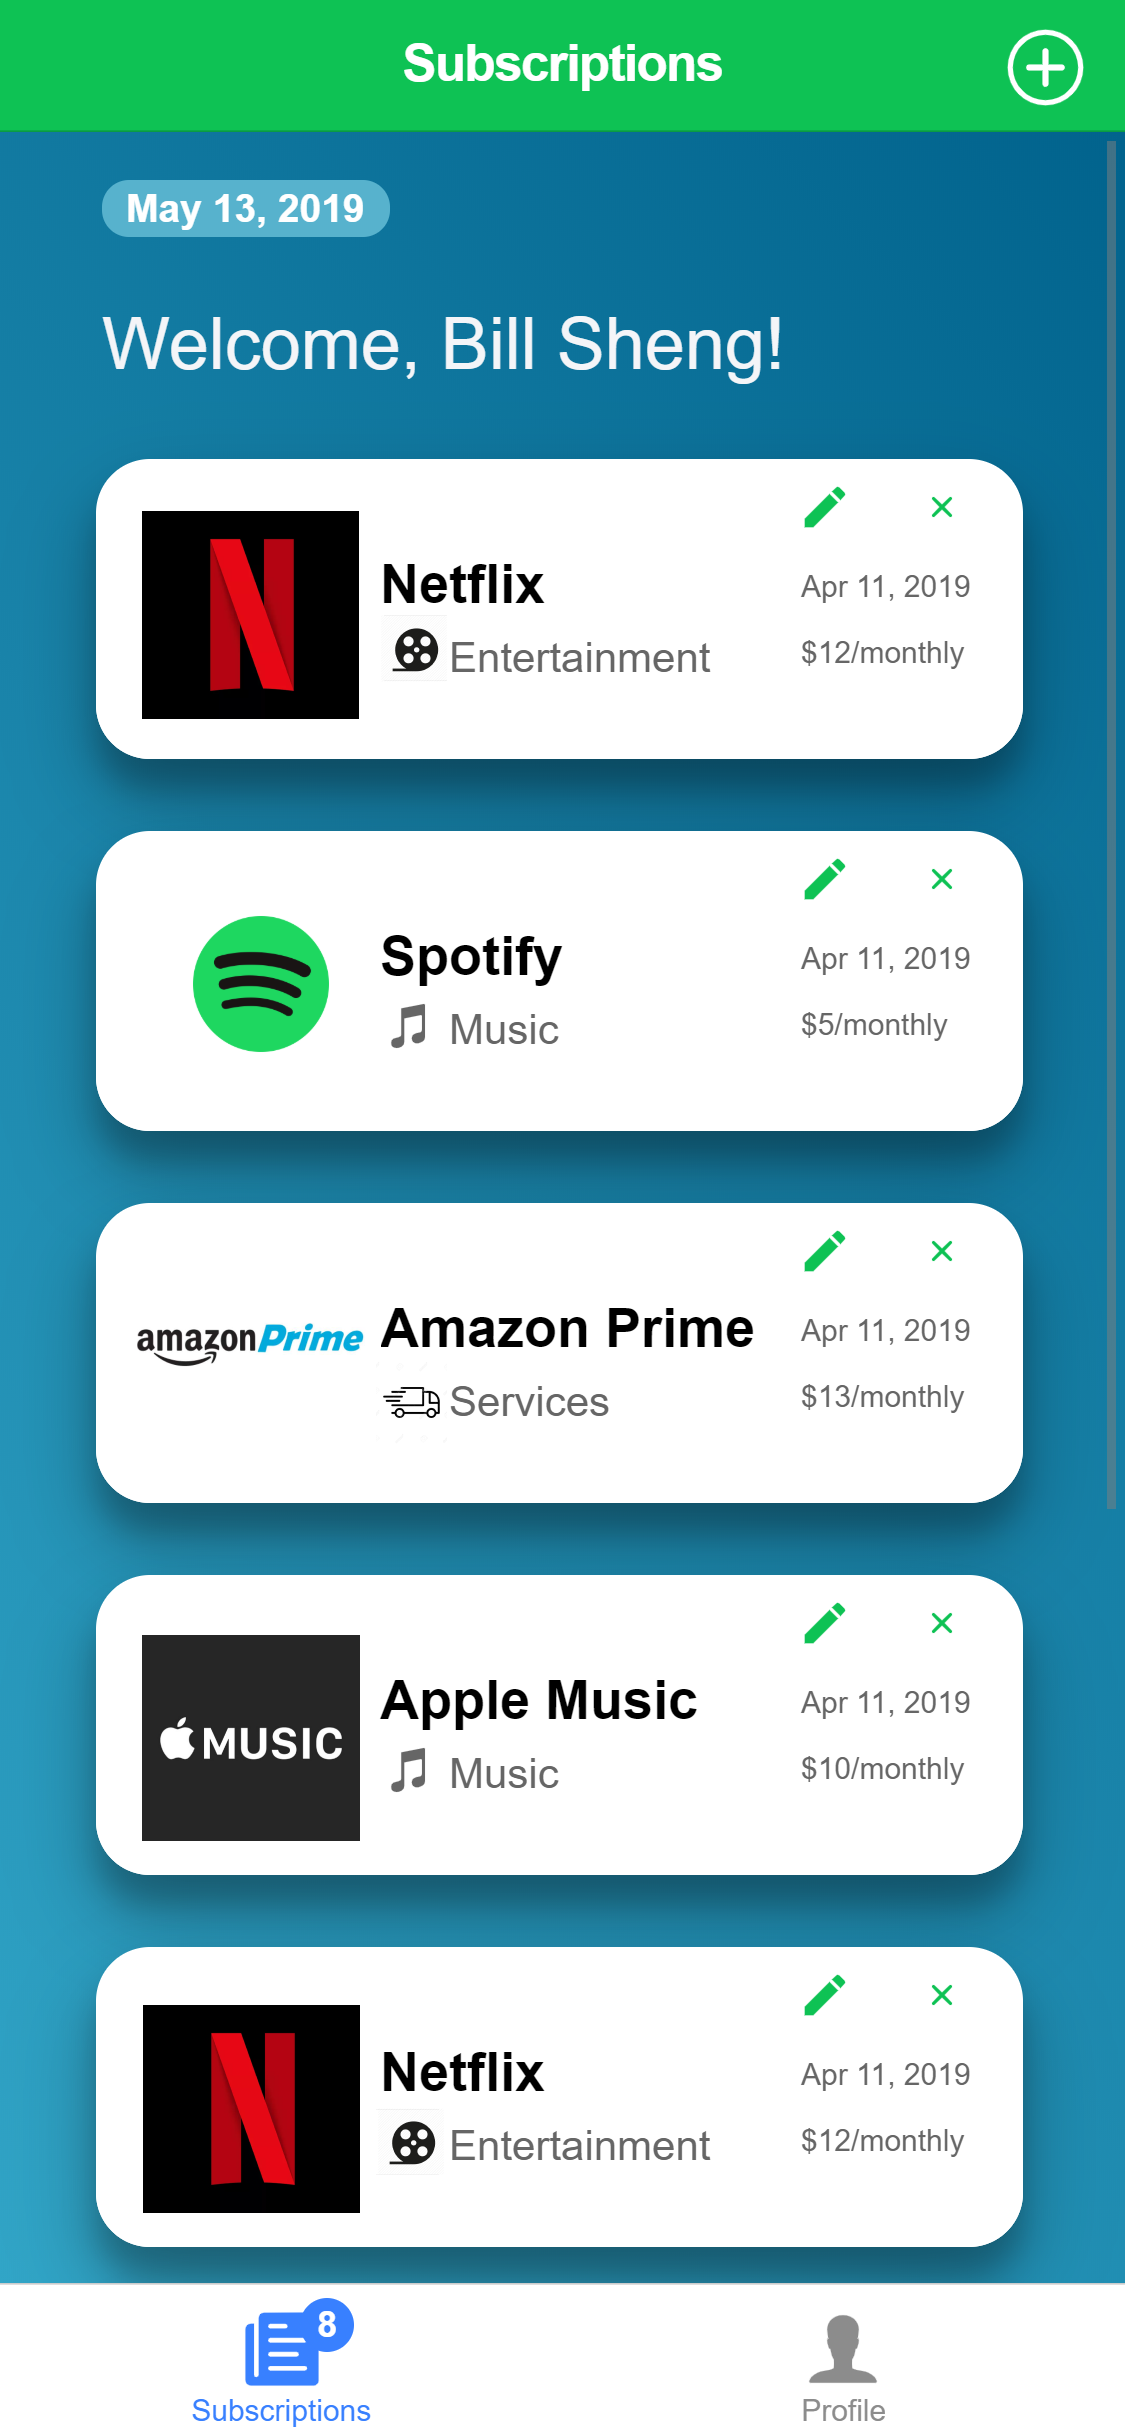 Subscriptions
May 13, 2019
Welcome, Bill Sheng!
Netflix
Entertainment
Apr 11, 2019
$12/monthly
Spotify
Music
Apr 11, 2019
$5/monthly
amazonPrime
Amazon Prime
Services
Apr 11, 2019
$13/monthly
MUSIC
Apple Music
Music
Apr 11, 2019
$10/monthly
Netflix
Entertainment
Apr 11, 2019
$12/monthly
8
Subscriptions
Profile